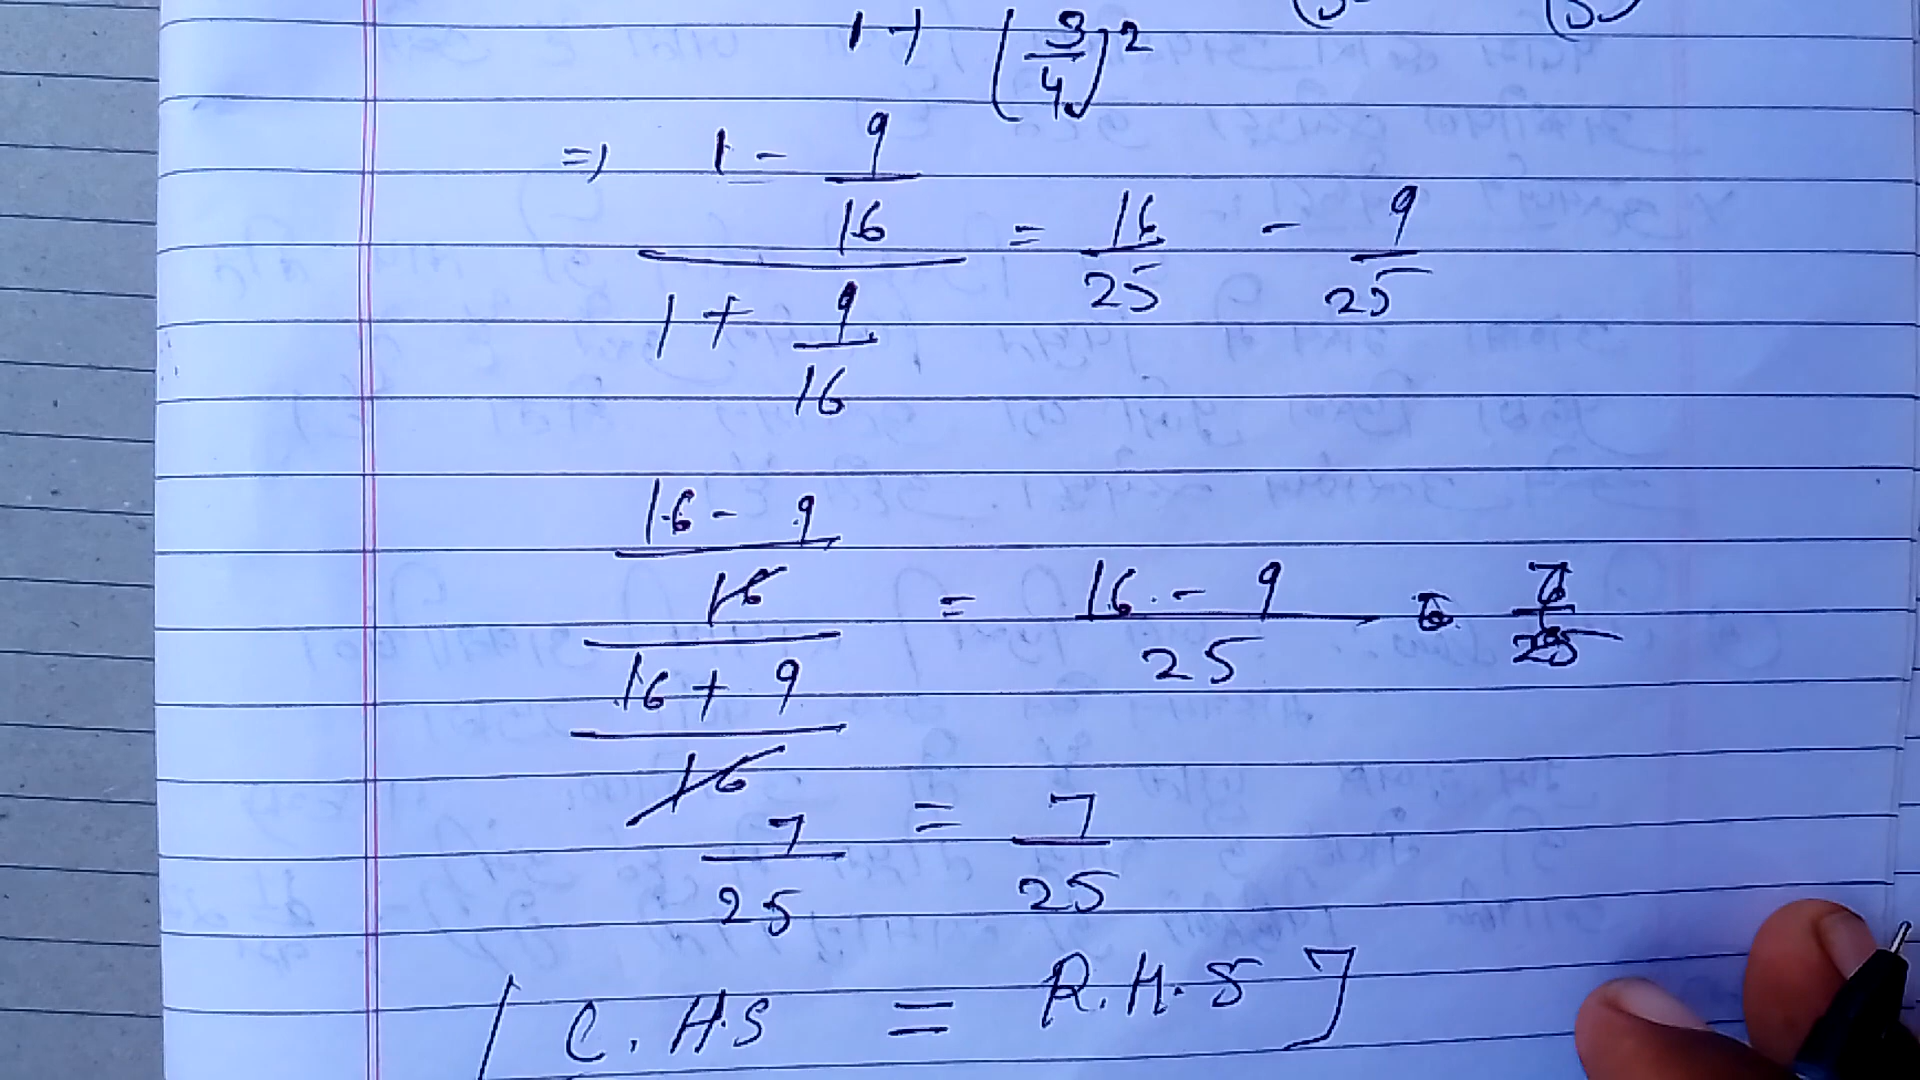 1 + (3/4)²
⇒ (1 - 9/16)/(1 + 9/16) = 16/25 - 9/25
((16 - 9)/16)/((16 + 9)/16) = (16 - 9)/25 = 7/25
7/25 = 7/25
[L.H.S = R.H.S]